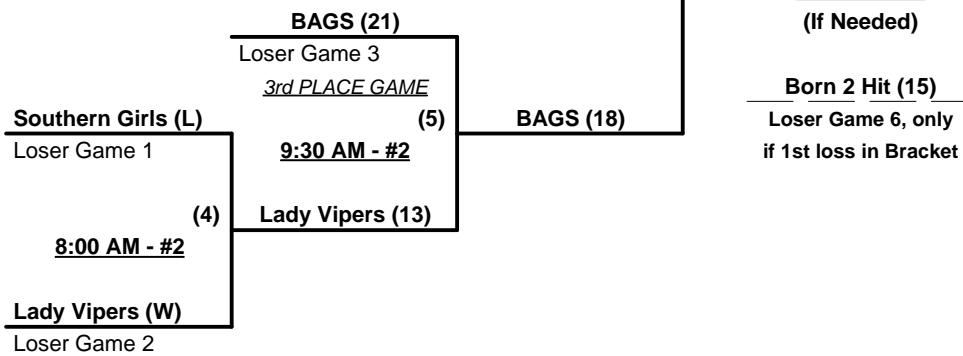 BAGS (21)
(If Needed)
Loser Game 3
3rd PLACE GAME
Born 2 Hit (15)
Southern Girls (L)
(5)
BAGS (18)
Loser Game 6, only
Loser Game 1
9:30 AM - #2
if 1st loss in Bracket
(4)
Lady Vipers (13)
8:00 AM - #2
Lady Vipers (W)
Loser Game 2